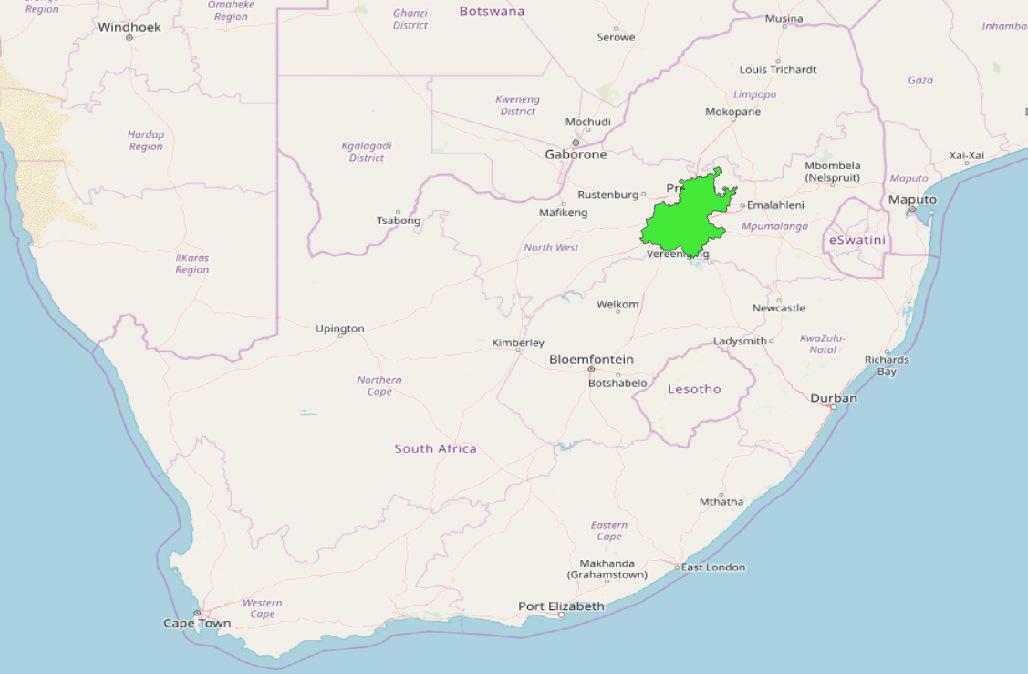 Region
Omaheke
Region
Windhoek
Ghanzi
District
Botswana
Musina
Inhamba
Serowe
Louis Trichardt
Gaza
Limpopo
Kweneng
District
Mokopane
Mochudi
Hardap
Region
Kgalagadi
District
Gaborone
Xai-Xai
Mbombela
(Nelspruit)
Maputo
Pr
Rustenburg
Maputo
Emalahleni
Mafikeng
Tsabong
Mpumalanga
eSwatini
North West
Vereeniging
IIKaras
Region
Welkom
Newcastle
Upington
Kimberley
Ladysmith
KwaZulu-
Natal
Bloemfontein
Richards
Bay
Northern
Cape
Botshabelo
Lesotho
Durban
South Africa
Mthatha
Eastern
Cape
Makhanda
(Grahamstown)
East London
Western
Cape
Port Elizabeth
Cape Town